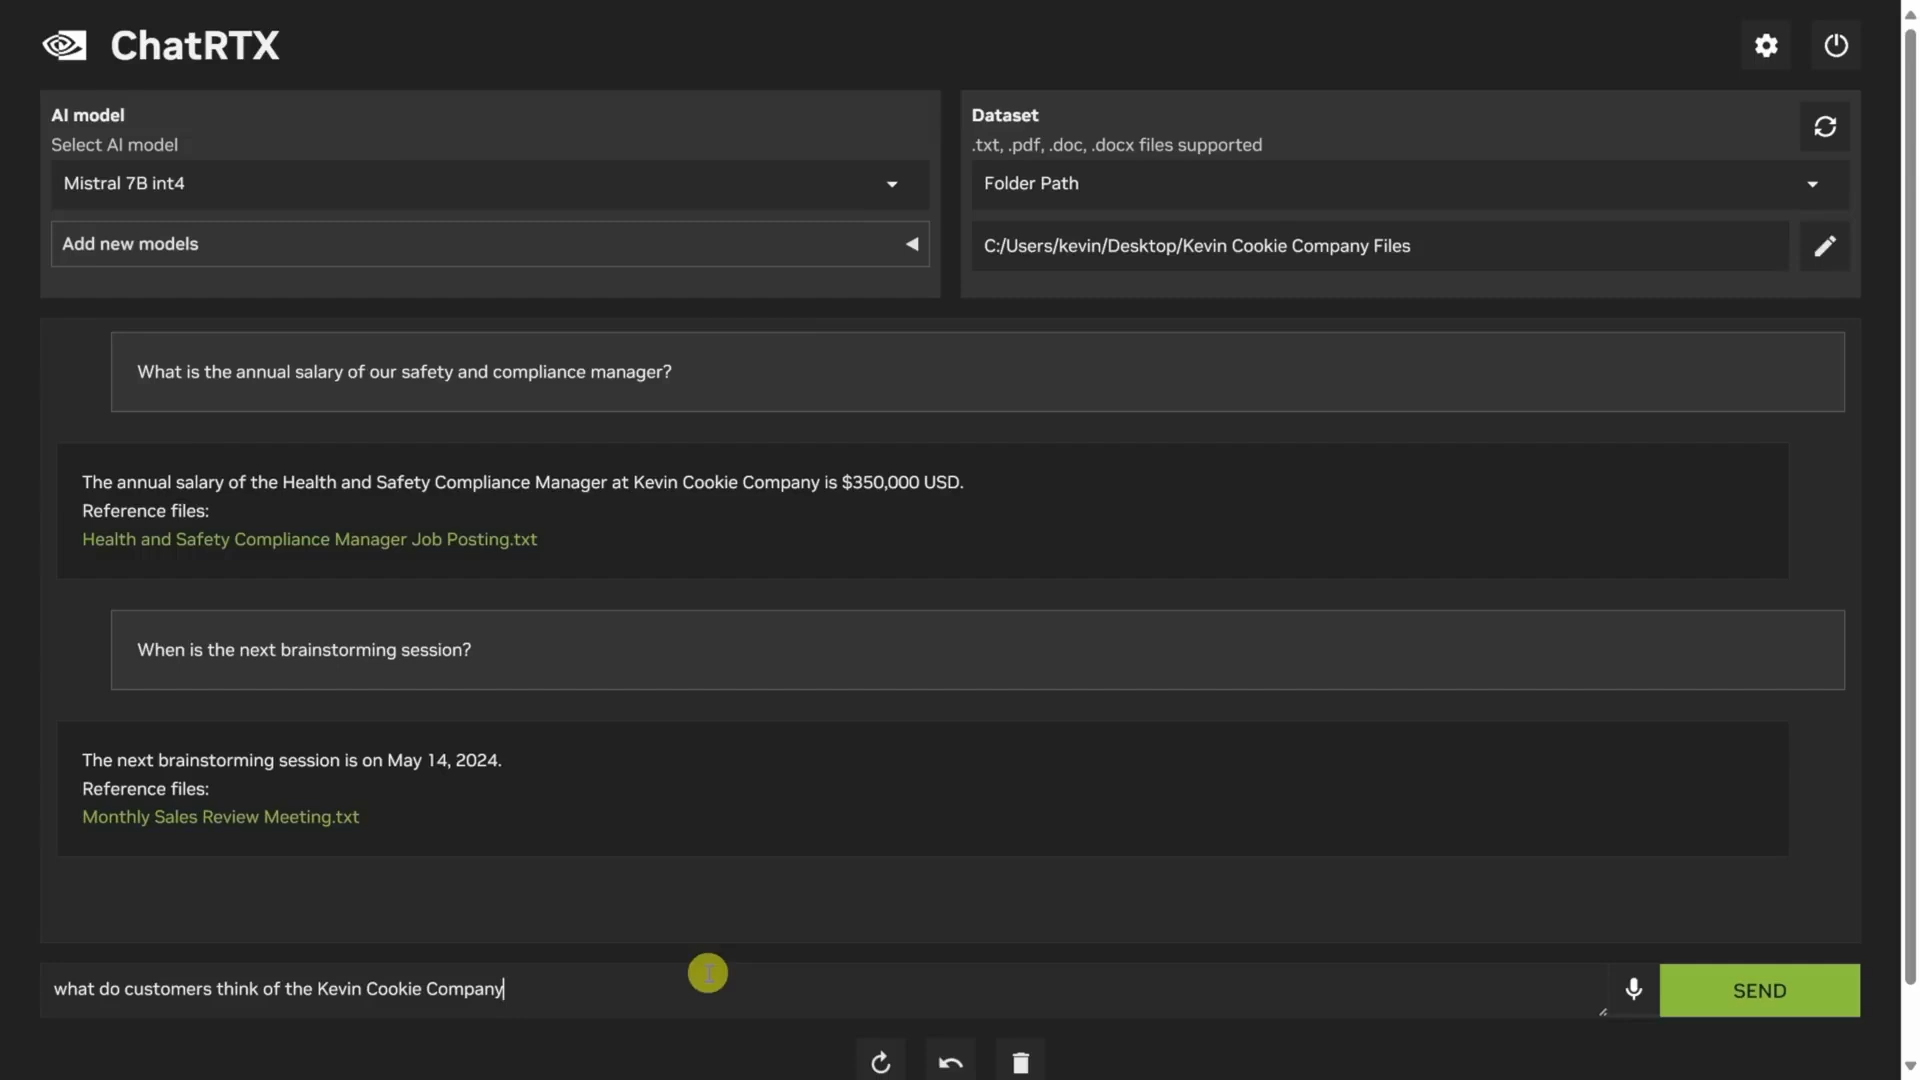 ChatRTX
AI model
Select AI model
Mistral 7B int4
Add new models
Dataset
.txt, .pdf, .doc, .docx files supported
Folder Path
C:/Users/kevin/Desktop/Kevin Cookie Company Files
What is the annual salary of our safety and compliance manager?
The annual salary of the Health and Safety Compliance Manager at Kevin Cookie Company is $350,000 USD.
Reference files:
Health and Safety Compliance Manager Job Posting.txt
When is the next brainstorming session?
The next brainstorming session is on May 14, 2024.
Reference files:
Monthly Sales Review Meeting.txt
what do customers think of the Kevin Cookie Company
SEND